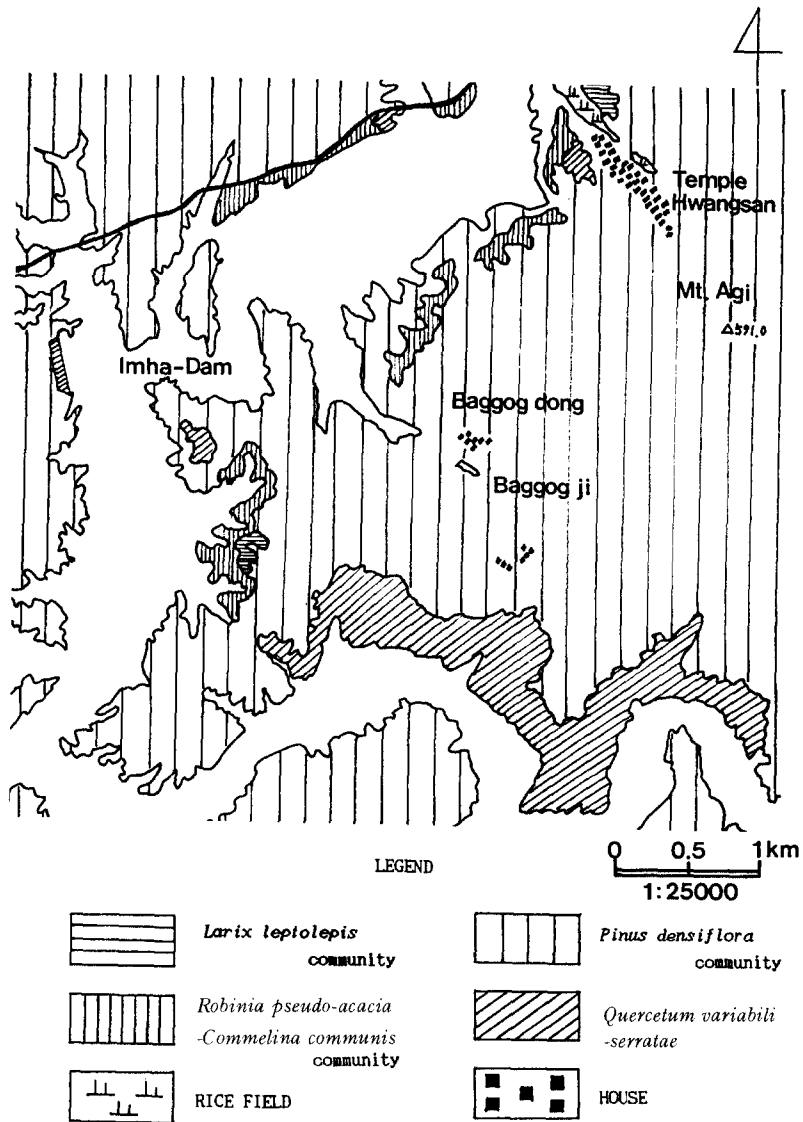 Temple
Hwangsan
Mt. Agi
△591.0
Imha-Dam
Baggog dong
Baggog ji
0 0.5 1km
1:25000
LEGEND
Larix leptolepis
community
Pinus densiflora
community
Robinia pseudo-acacia
-Commelina communis
community
Quercetum variabili
-serratae
RICE FIELD
HOUSE